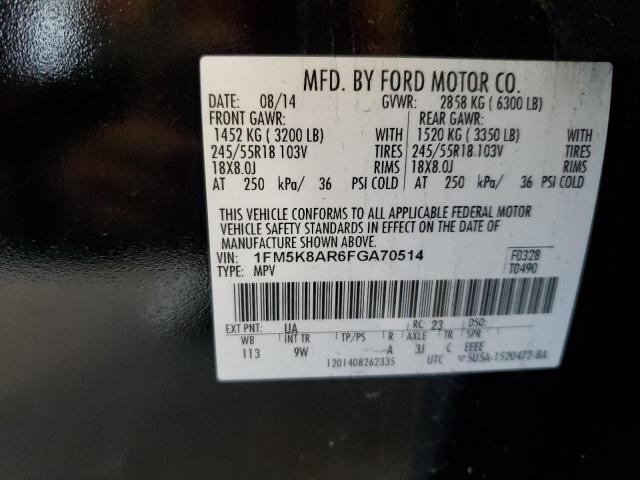 MFD. BY FORD MOTOR CO.
DATE: 08/14 GVWR: 2858 KG ( 6300 LB)
FRONT GAWR: REAR GAWR:
1452 KG ( 3200 LB) WITH 1520 KG ( 3350 LB) WITH
245/55R18 103V TIRES 245/55R18 103V TIRES
18X8.0J RIMS 18X8.0J RIMS
AT 250 kPa/ 36 PSI COLD AT 250 kPa/ 36 PSI COLD
THIS VEHICLE CONFORMS TO ALL APPLICABLE FEDERAL MOTOR
VEHICLE SAFETY STANDARDS IN EFFECT ON THE DATE OF
MANUFACTURE SHOWN ABOVE.
VIN: 1FM5K8AR6FGA70514 F0328
TYPE: MPV T0490
EXT PNT: UA RC: 23 DSO:
WB INT TR TP/PS R AXLE TR SPR
113 9W A 3J C EEEE
1201408262335 UTC 5U5A-1520472-BA